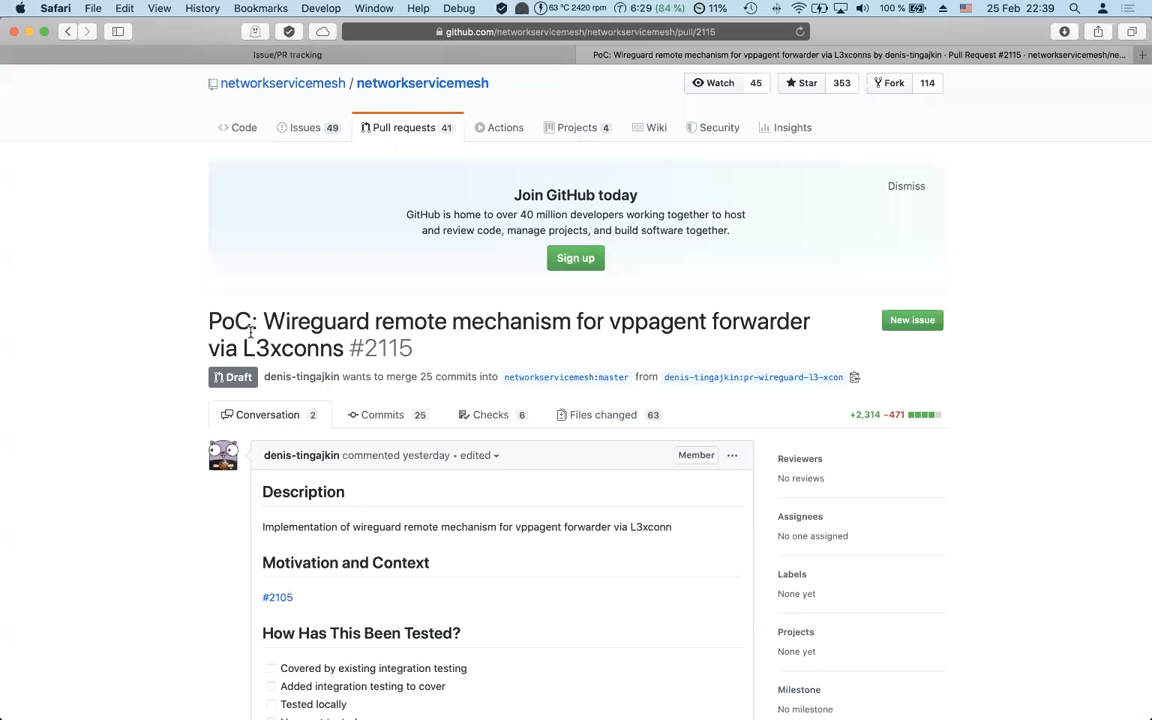 Safari File Edit View History Bookmarks Develop Window Help Debug 63 °C 2420 rpm 6:29 (84 %) 11% 100 % 25 Feb 22:39
github.com/networkservicemesh/networkservicemesh/pull/2115
Issue/PR tracking
PoC: Wireguard remote mechanism for vppagent forwarder via L3xconns by denis-tingajkin · Pull Request #2115 · networkservicemesh/ne...
networkservicemesh / networkservicemesh
Watch 45 Star 353 Fork 114
Code Issues 49 Pull requests 41 Actions Projects 4 Wiki Security Insights
Dismiss
Join GitHub today
GitHub is home to over 40 million developers working together to host
and review code, manage projects, and build software together.
Sign up
PoC: Wireguard remote mechanism for vppagent forwarder
via L3xconns #2115
New issue
Draft denis-tingajkin wants to merge 25 commits into networkservicemesh:master from denis-tingajkin:pr-wireguard-l3-xcon
Conversation 2 Commits 25 Checks 6 Files changed 63 +2,314 −471
denis-tingajkin commented yesterday • edited
Member
Description
Implementation of wireguard remote mechanism for vppagent forwarder via L3xconn
Motivation and Context
#2105
How Has This Been Tested?
Covered by existing integration testing
Added integration testing to cover
Tested locally
Reviewers
No reviews
Assignees
No one assigned
Labels
None yet
Projects
None yet
Milestone
No milestone